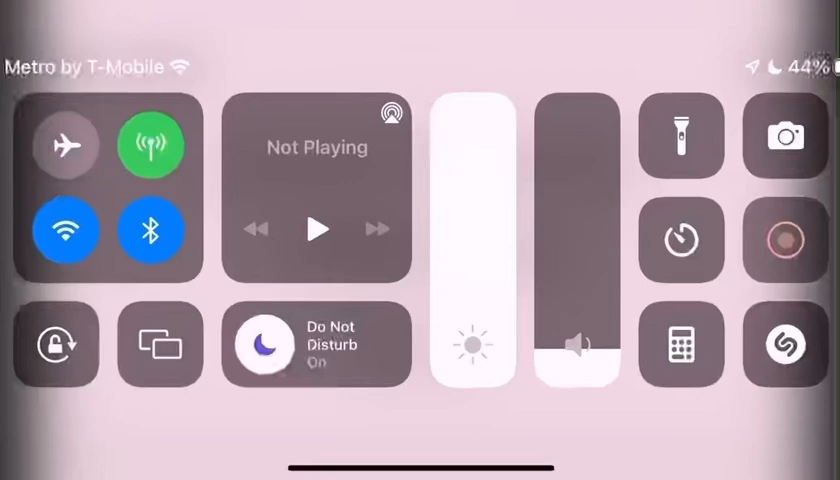 Metro by T-Mobile
44%
Not Playing
Do Not
Disturb
On